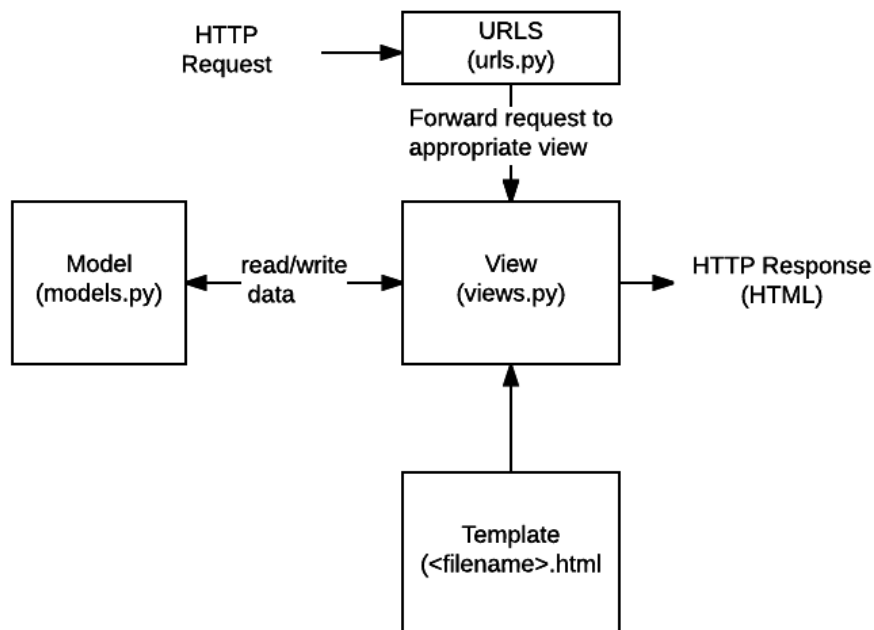 HTTP
Request
URLS
(urls.py)
Forward request to
appropriate view
Model
(models.py)
read/write
data
View
(views.py)
HTTP Response
(HTML)
Template
(<filename>.html